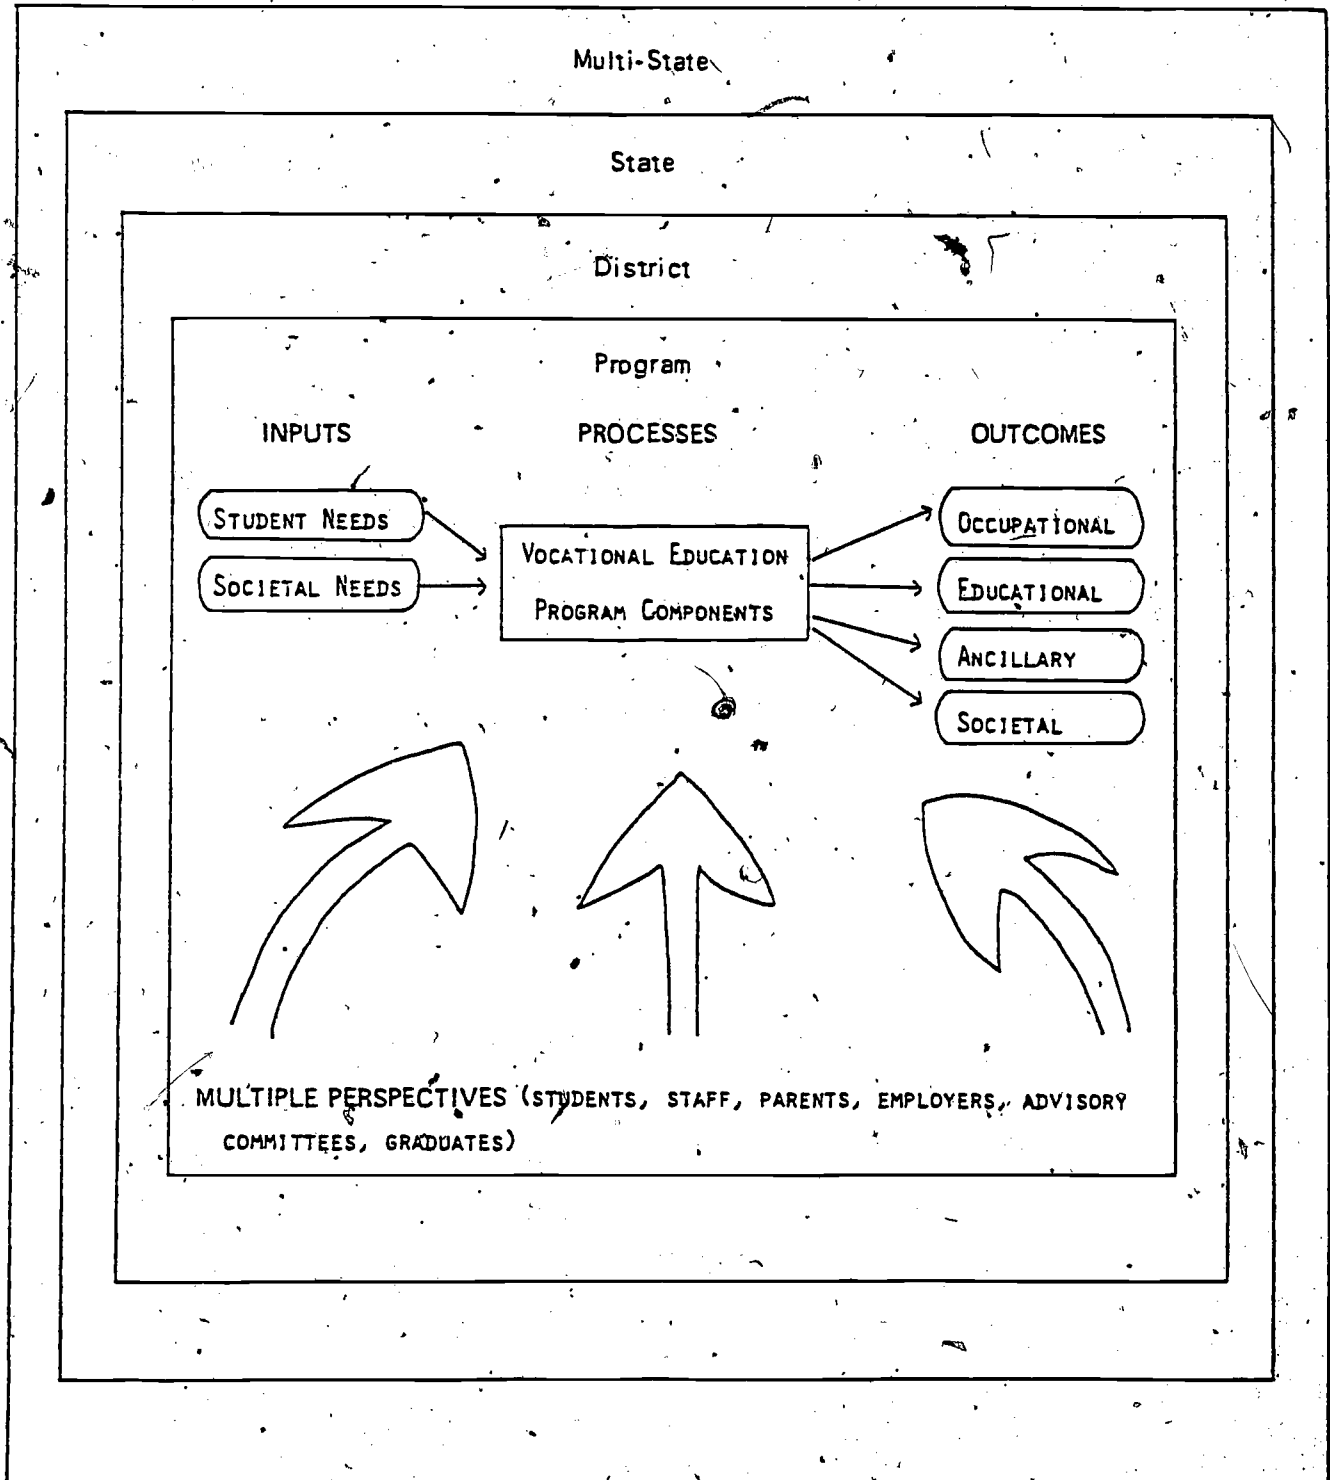 Multi-State
State
District
Program
INPUTS PROCESSES OUTCOMES
STUDENT NEEDS
SOCIETAL NEEDS
VOCATIONAL EDUCATION
PROGRAM COMPONENTS
OCCUPATIONAL
EDUCATIONAL
ANCILLARY
SOCIETAL
MULTIPLE PERSPECTIVES (STUDENTS, STAFF, PARENTS, EMPLOYERS, ADVISORY
COMMITTEES, GRADUATES)